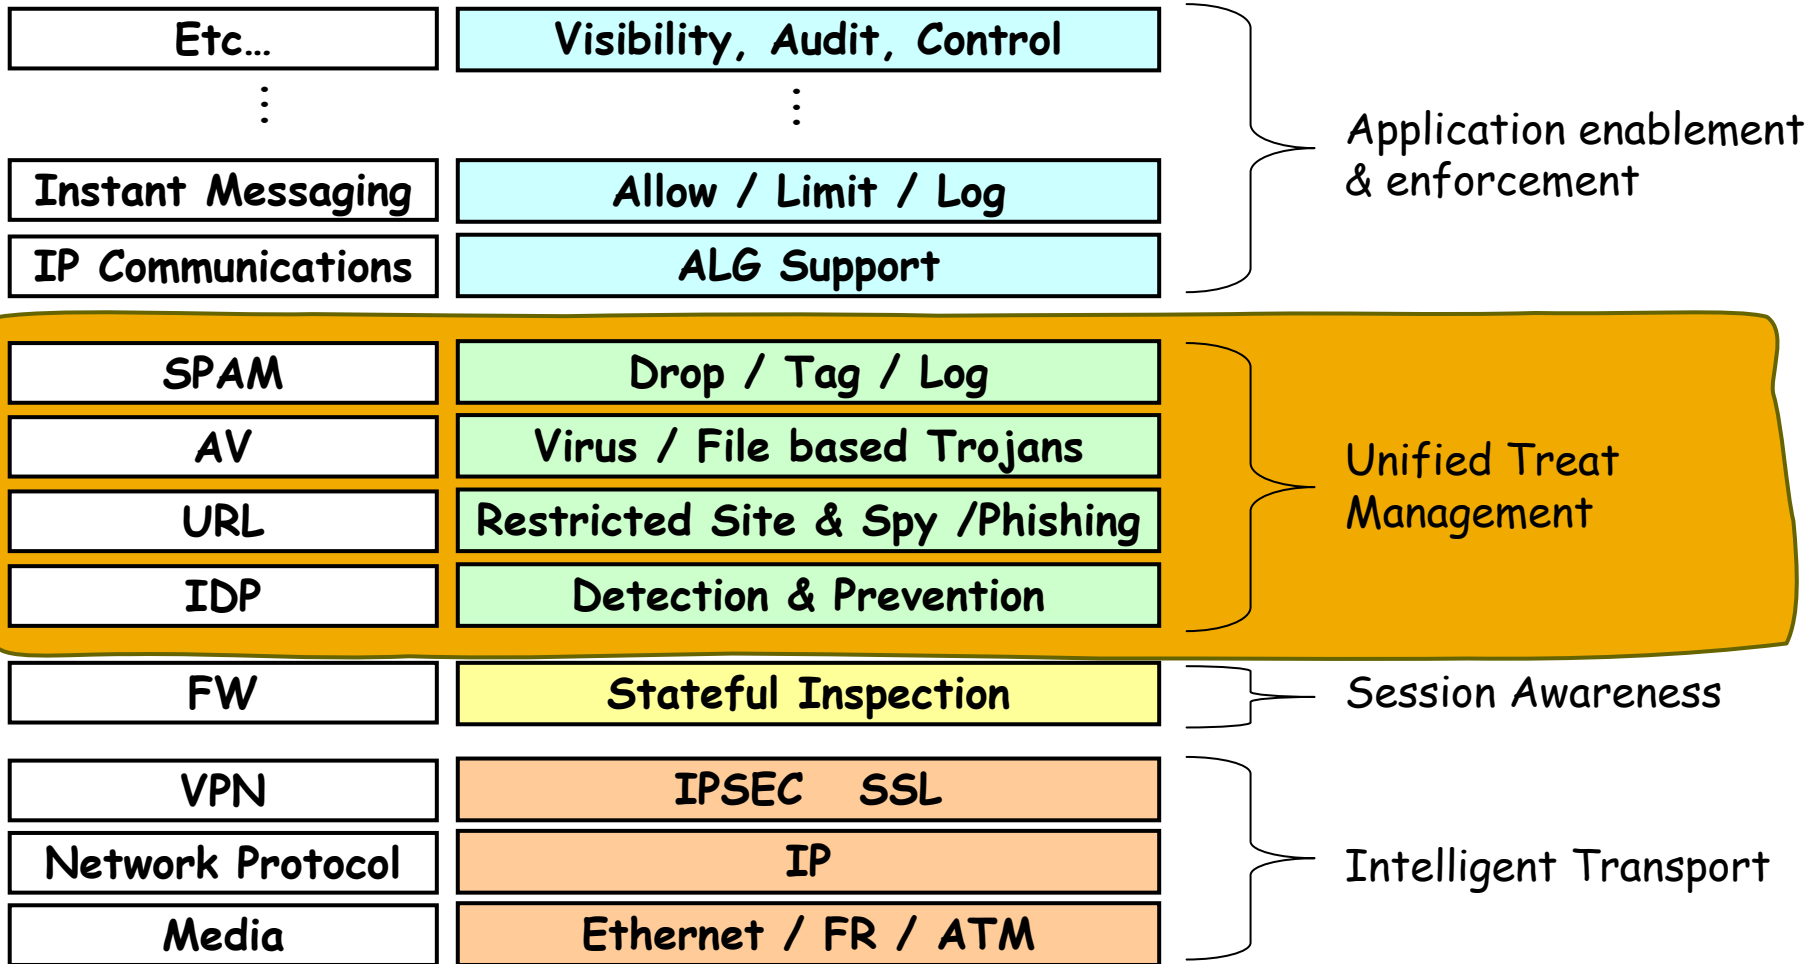 Etc...
Visibility, Audit, Control
Application enablement
& enforcement
Instant Messaging
Allow / Limit / Log
IP Communications
ALG Support
SPAM
Drop / Tag / Log
AV
Virus / File based Trojans
Unified Treat
Management
URL
Restricted Site & Spy /Phishing
IDP
Detection & Prevention
FW
Stateful Inspection
Session Awareness
VPN
IPSEC SSL
Network Protocol
IP
Intelligent Transport
Media
Ethernet / FR / ATM